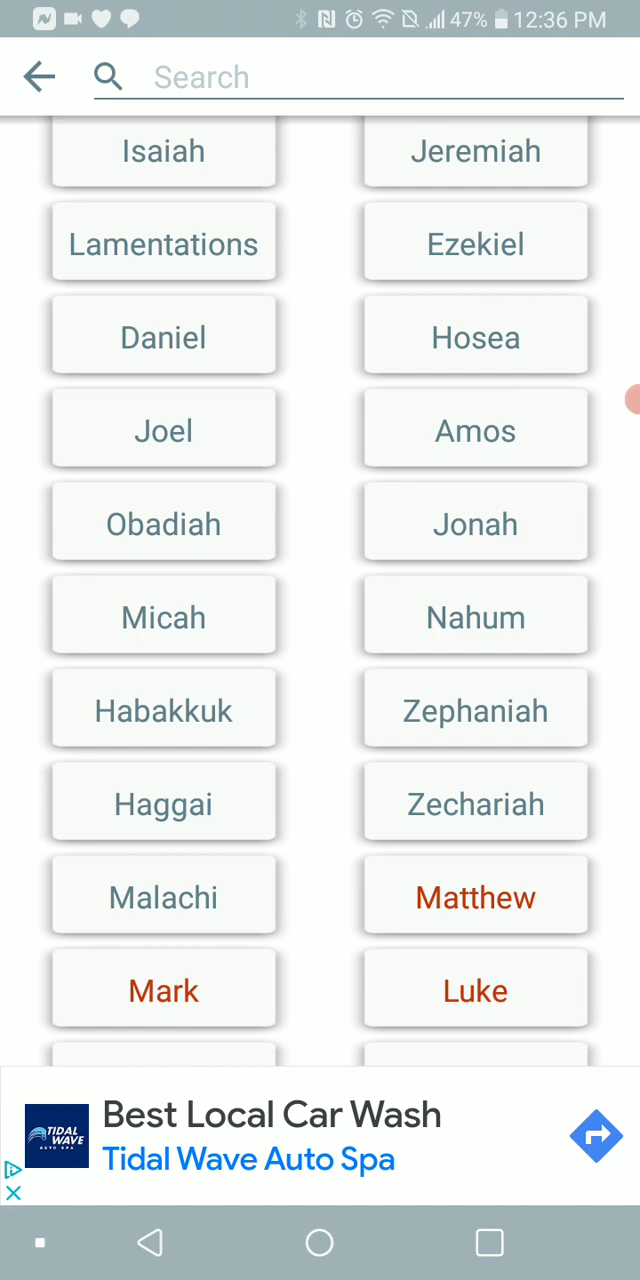 47% 12:36 PM
Search
Isaiah Jeremiah
Lamentations Ezekiel
Daniel Hosea
Joel Amos
Obadiah Jonah
Micah Nahum
Habakkuk Zephaniah
Haggai Zechariah
Malachi Matthew
Mark Luke
Best Local Car Wash
TIDAL WAVE
AUTO SPA
Tidal Wave Auto Spa